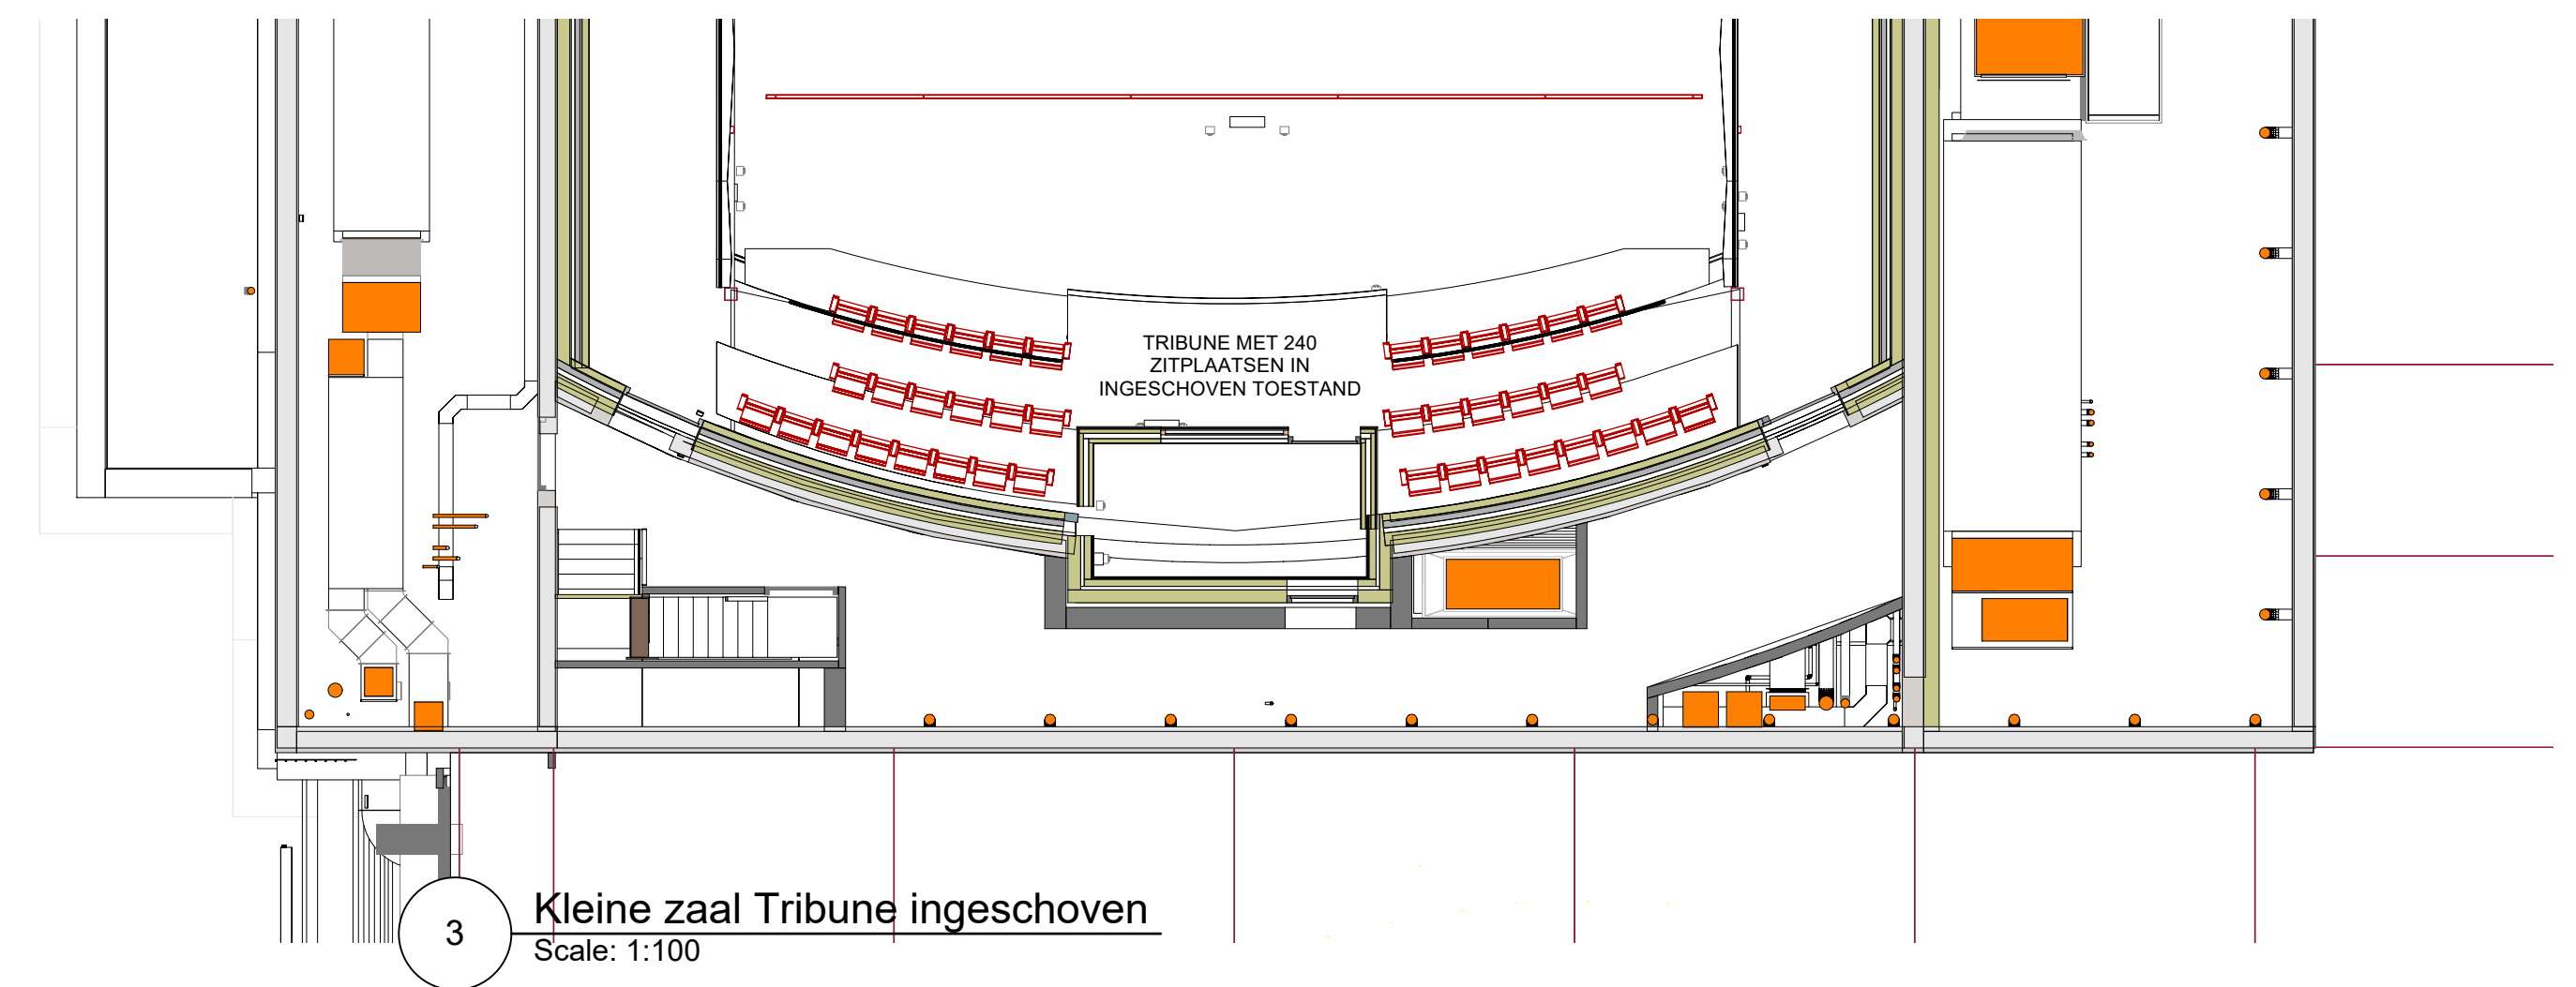 TRIBUNE MET 240
ZITPLAATSEN IN
INGESCHOVEN TOESTAND
3
Kleine zaal Tribune ingeschoven
Scale: 1:100